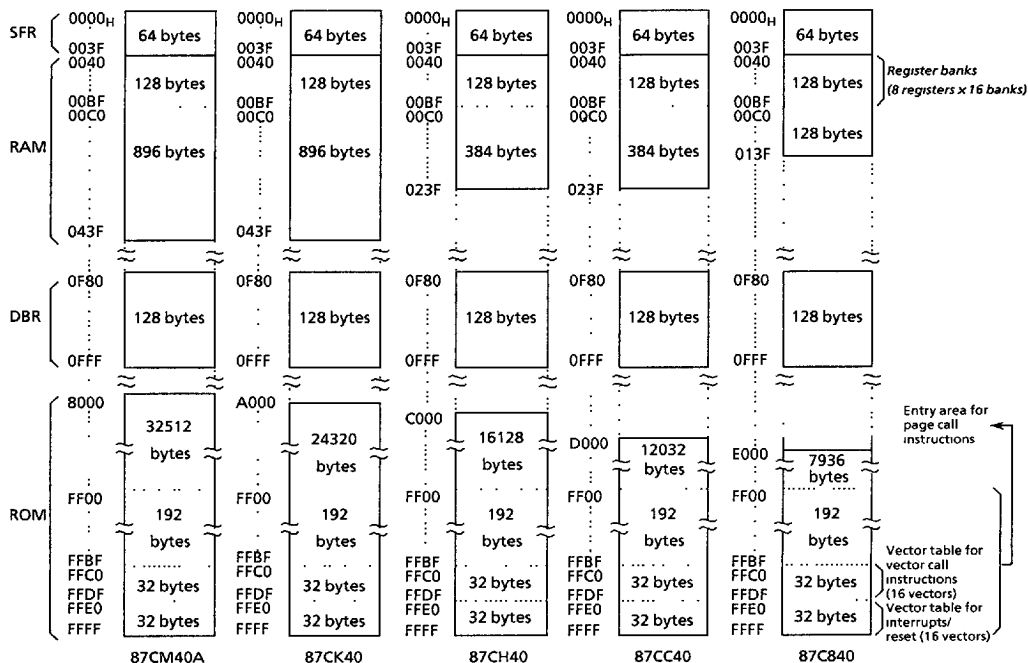 SFR
RAM
DBR
ROM
0000H
003F
0040
00BF
00C0
043F
0F80
0FFF
8000
FF00
FFBF
FFC0
FFDF
FFE0
FFFF
64 bytes
128 bytes
896 bytes
128 bytes
32512
bytes
192
bytes
32 bytes
32 bytes
87CM40A
0000H
003F
0040
00BF
00C0
043F
0F80
0FFF
A000
FF00
FFBF
FFC0
FFDF
FFE0
FFFF
64 bytes
128 bytes
896 bytes
128 bytes
24320
bytes
192
bytes
32 bytes
32 bytes
87CK40
0000H
003F
0040
00BF
00C0
023F
0F80
0FFF
C000
FF00
FFBF
FFC0
FFDF
FFE0
FFFF
64 bytes
128 bytes
384 bytes
128 bytes
16128
bytes
192
bytes
32 bytes
32 bytes
87CH40
0000H
003F
0040
00BF
00C0
023F
0F80
0FFF
D000
FF00
FFBF
FFC0
FFDF
FFE0
FFFF
64 bytes
128 bytes
384 bytes
128 bytes
12032
bytes
192
bytes
32 bytes
32 bytes
87CC40
0000H
003F
0040
00BF
00C0
013F
0F80
0FFF
E000
FF00
FFBF
FFC0
FFDF
FFE0
FFFF
64 bytes
128 bytes
128 bytes
128 bytes
7936
bytes
192
bytes
32 bytes
32 bytes
87C840
Register banks
(8 registers x 16 banks)
Entry area for
page call
instructions
Vector table for
vector call
instructions
(16 vectors)
Vector table for
interrupts/
reset (16 vectors)